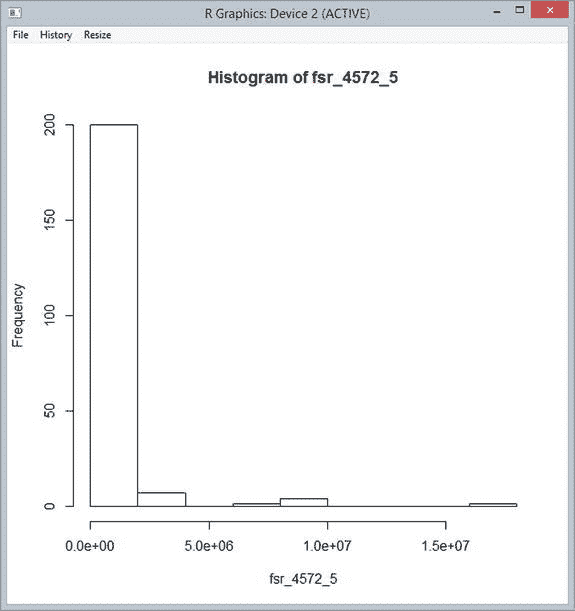 R Graphics: Device 2 (ACTIVE)
File History Resize
Histogram of fsr_4572_5
Frequency
200
150
100
50
0
0.0e+00 5.0e+06 1.0e+07 1.5e+07
fsr_4572_5